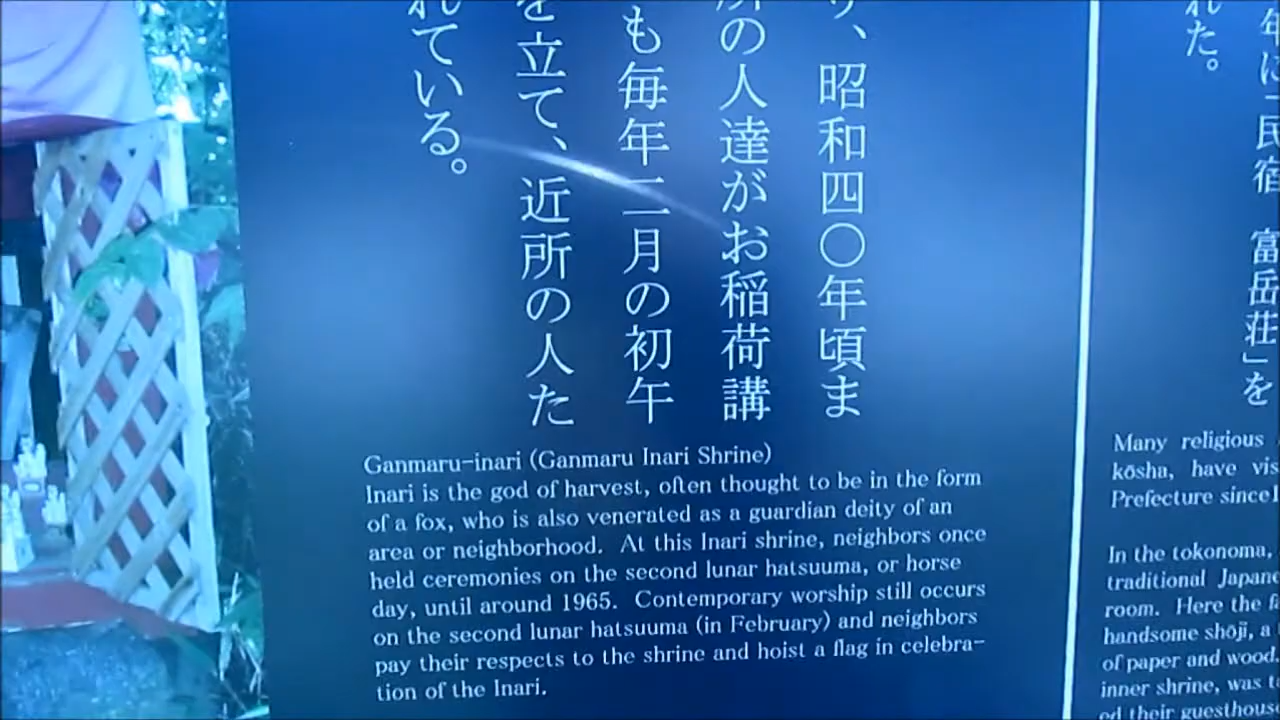 り、昭和四〇年頃ま
所の人達がお稲荷講
も毎年二月の初午
を立て、近所の人た
れている。
Ganmaru-inari (Ganmaru Inari Shrine)
Inari is the god of harvest, often thought to be in the form
of a fox, who is also venerated as a guardian deity of an
area or neighborhood. At this Inari shrine, neighbors once
held ceremonies on the second lunar hatsuuma, or horse
day, until around 1965. Contemporary worship still occurs
on the second lunar hatsuuma (in February) and neighbors
pay their respects to the shrine and hoist a flag in celebra-
tion of the Inari.
年に「民宿 富岳荘」を
れた。
Many religious
kōsha, have vis
Prefecture since
In the tokonoma,
traditional Japane
room. Here the f
handsome shōji, a
of paper and wood.
inner shrine, was t
ed their guesthous